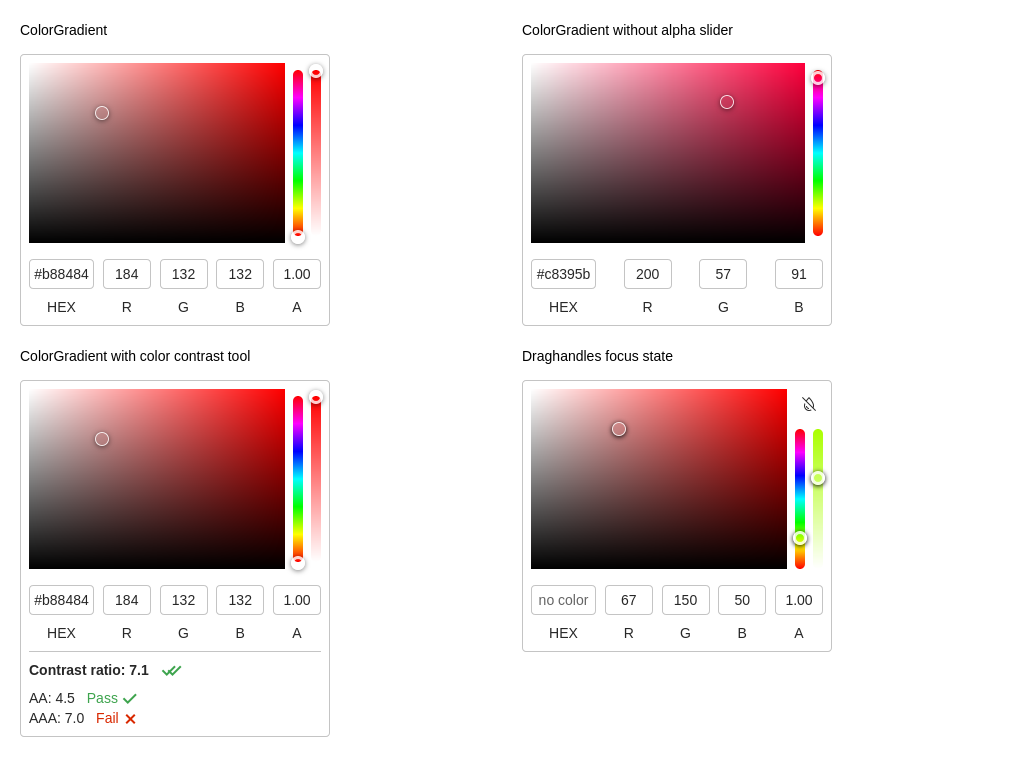 ColorGradient
#b88484 184 132 132 1.00
HEX R G B A
ColorGradient without alpha slider
#c8395b 200 57 91
HEX R G B
ColorGradient with color contrast tool
#b88484 184 132 132 1.00
HEX R G B A
Contrast ratio: 7.1
AA: 4.5 Pass
AAA: 7.0 Fail
Draghandles focus state
no color 67 150 50 1.00
HEX R G B A